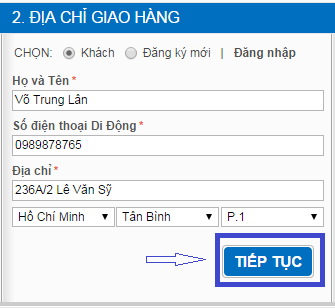 2. ĐỊA CHỈ GIAO HÀNG
CHỌN: Khách Đăng ký mới | Đăng nhập
Họ và Tên *
Võ Trung Lân
Số điện thoại Di Động *
0989878765
Địa chỉ *
236A/2 Lê Văn Sỹ
Hồ Chí Minh Tân Bình P.1
TIẾP TỤC